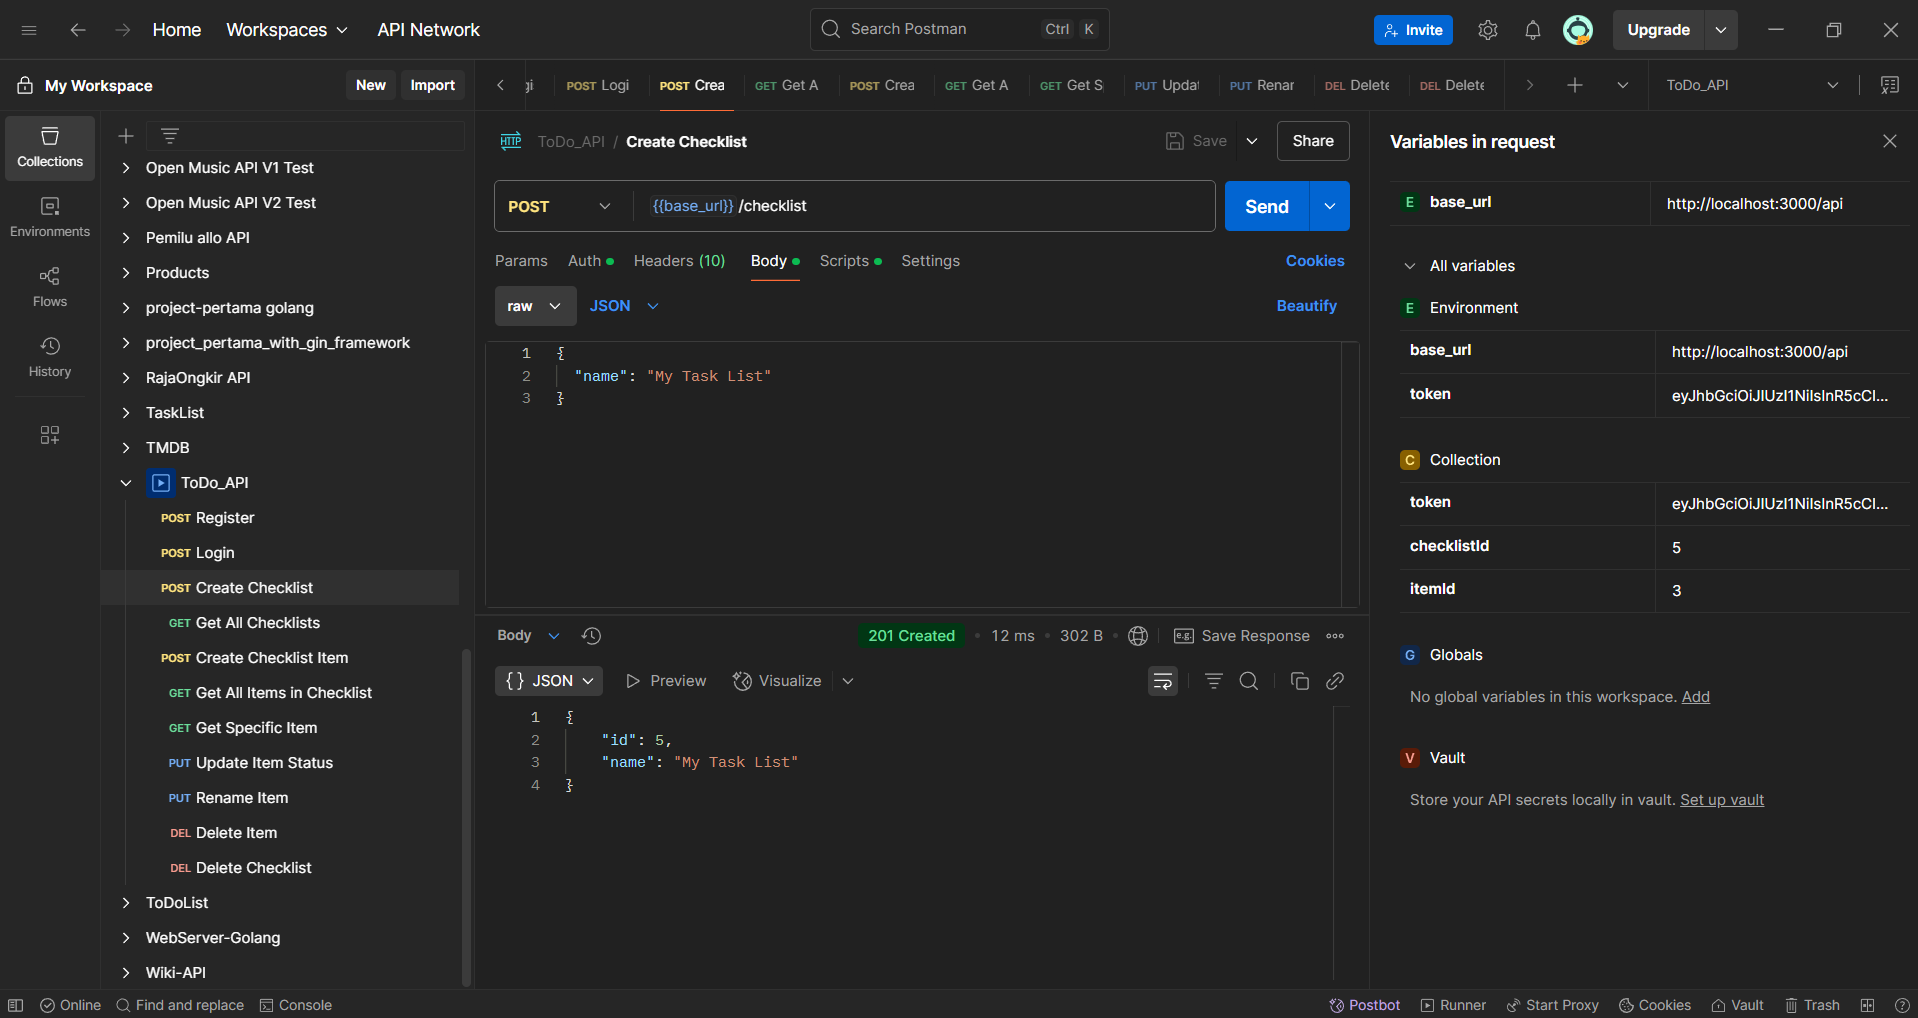 Home Workspaces API Network Search Postman Ctrl K Invite Upgrade
My Workspace New Import
POST Logi POST Crea GET Get A POST Crea GET Get A GET Get S PUT Updat PUT Renar DEL Delete DEL Delete ToDo_API
Collections
Environments
Flows
History
Open Music API V1 Test
Open Music API V2 Test
Pemilu allo API
Products
project-pertama golang
project_pertama_with_gin_framework
RajaOngkir API
TaskList
TMDB
ToDo_API
POST Register
POST Login
POST Create Checklist
GET Get All Checklists
POST Create Checklist Item
GET Get All Items in Checklist
GET Get Specific Item
PUT Update Item Status
PUT Rename Item
DEL Delete Item
DEL Delete Checklist
ToDoList
WebServer-Golang
Wiki-API
HTTP ToDo_API / Create Checklist Save Share
POST {{base_url}} /checklist Send
Params Auth Headers (10) Body Scripts Settings Cookies
raw JSON Beautify
1 {
2 "name": "My Task List"
3 }
Body 201 Created • 12 ms • 302 B • e.g. Save Response
{} JSON Preview Visualize
1 {
2 "id": 5,
3 "name": "My Task List"
4 }
Variables in request
E base_url http://localhost:3000/api
All variables
E Environment
base_url http://localhost:3000/api
token eyJhbGciOiJIUzI1NiIsInR5cCI...
C Collection
token eyJhbGciOiJIUzI1NiIsInR5cCI...
checklistId 5
itemId 3
G Globals
No global variables in this workspace. Add
V Vault
Store your API secrets locally in vault. Set up vault
Online Find and replace Console Postbot Runner Start Proxy Cookies Vault Trash